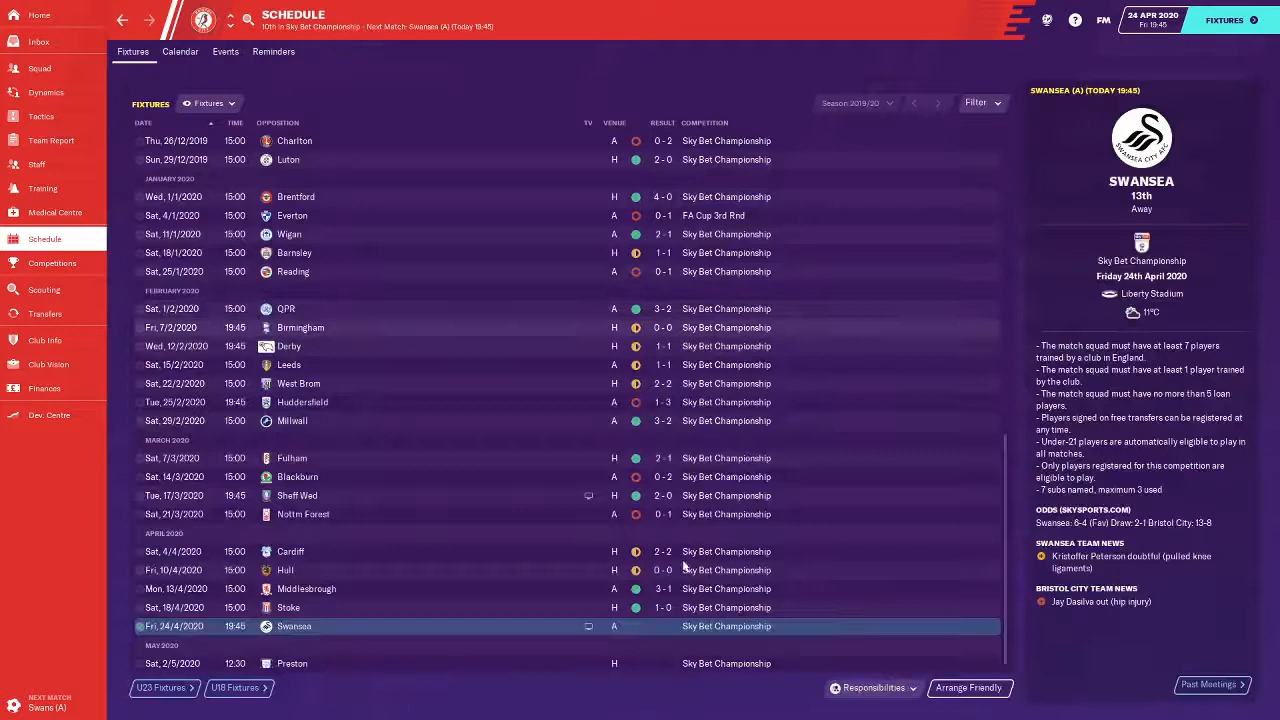 Home
Inbox
Squad
Dynamics
Tactics
Team Report
Staff
Training
Medical Centre
Schedule
Competitions
Scouting
Transfers
Club Info
Club Vision
Finances
Dev. Centre
NEXT MATCH
Swans (A)
SCHEDULE
10th in Sky Bet Championship - Next Match: Swansea (A) (Today 19:45)
? FM 24 APR 2020
Fri 19:45
FIXTURES
Fixtures Calendar Events Reminders
FIXTURES Fixtures Season 2019/20 Filter
DATE TIME OPPOSITION TV VENUE RESULT COMPETITION
Thu, 26/12/2019 15:00 Charlton A 0 - 2 Sky Bet Championship
Sun, 29/12/2019 15:00 Luton H 2 - 0 Sky Bet Championship
JANUARY 2020
Wed, 1/1/2020 15:00 Brentford H 4 - 0 Sky Bet Championship
Sat, 4/1/2020 15:00 Everton A 0 - 1 FA Cup 3rd Rnd
Sat, 11/1/2020 15:00 Wigan A 2 - 1 Sky Bet Championship
Sat, 18/1/2020 15:00 Barnsley H 1 - 1 Sky Bet Championship
Sat, 25/1/2020 15:00 Reading A 0 - 1 Sky Bet Championship
FEBRUARY 2020
Sat, 1/2/2020 15:00 QPR A 3 - 2 Sky Bet Championship
Fri, 7/2/2020 19:45 Birmingham H 0 - 0 Sky Bet Championship
Wed, 12/2/2020 19:45 Derby H 1 - 1 Sky Bet Championship
Sat, 15/2/2020 15:00 Leeds A 1 - 1 Sky Bet Championship
Sat, 22/2/2020 15:00 West Brom H 2 - 2 Sky Bet Championship
Tue, 25/2/2020 19:45 Huddersfield A 1 - 3 Sky Bet Championship
Sat, 29/2/2020 15:00 Millwall A 3 - 2 Sky Bet Championship
MARCH 2020
Sat, 7/3/2020 15:00 Fulham H 2 - 1 Sky Bet Championship
Sat, 14/3/2020 15:00 Blackburn A 0 - 2 Sky Bet Championship
Tue, 17/3/2020 19:45 Sheff Wed H 2 - 0 Sky Bet Championship
Sat, 21/3/2020 15:00 Nottm Forest A 0 - 1 Sky Bet Championship
APRIL 2020
Sat, 4/4/2020 15:00 Cardiff H 2 - 2 Sky Bet Championship
Fri, 10/4/2020 15:00 Hull H 0 - 0 Sky Bet Championship
Mon, 13/4/2020 15:00 Middlesbrough A 3 - 1 Sky Bet Championship
Sat, 18/4/2020 15:00 Stoke H 1 - 0 Sky Bet Championship
Fri, 24/4/2020 19:45 Swansea A Sky Bet Championship
MAY 2020
Sat, 2/5/2020 12:30 Preston H Sky Bet Championship
U23 Fixtures U18 Fixtures Responsibilities Arrange Friendly
SWANSEA (A) (TODAY 19:45)
SWANSEA CITY AFC
SWANSEA
13th
Away
Sky Bet Championship
Friday 24th April 2020
Liberty Stadium
11°C
- The match squad must have at least 7 players
trained by a club in England.
- The match squad must have at least 1 player trained
by the club.
- The match squad must have no more than 5 loan
players.
- Players signed on free transfers can be registered at
any time.
- Under-21 players are automatically eligible to play in
all matches.
- Only players registered for this competition are
eligible to play.
- 7 subs named, maximum 3 used
ODDS (SKYSPORTS.COM)
Swansea: 6-4 (Fav) Draw: 2-1 Bristol City: 13-8
SWANSEA TEAM NEWS
Kristoffer Peterson doubtful (pulled knee
ligaments)
BRISTOL CITY TEAM NEWS
Jay Dasilva out (hip injury)
Past Meetings